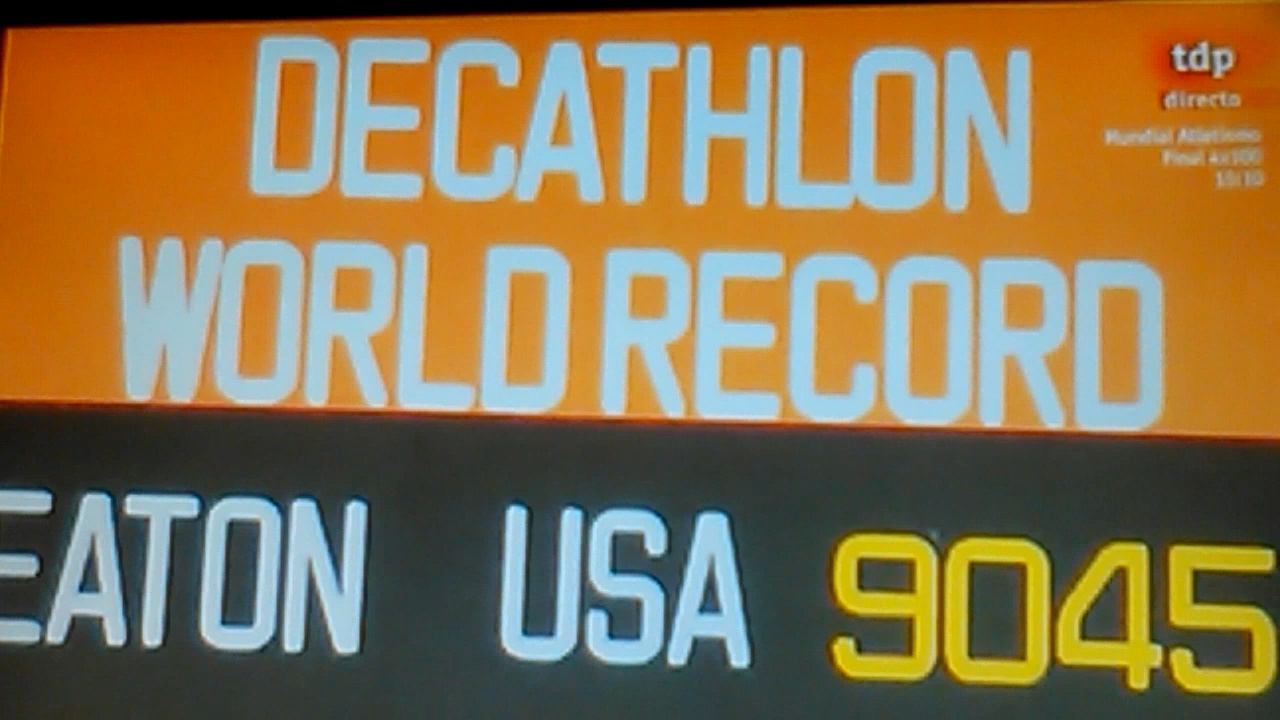 DECATHLON
WORLD RECORD
EATON USA 9045
tdp
directo
Mundial Atletismo
Final 4x100